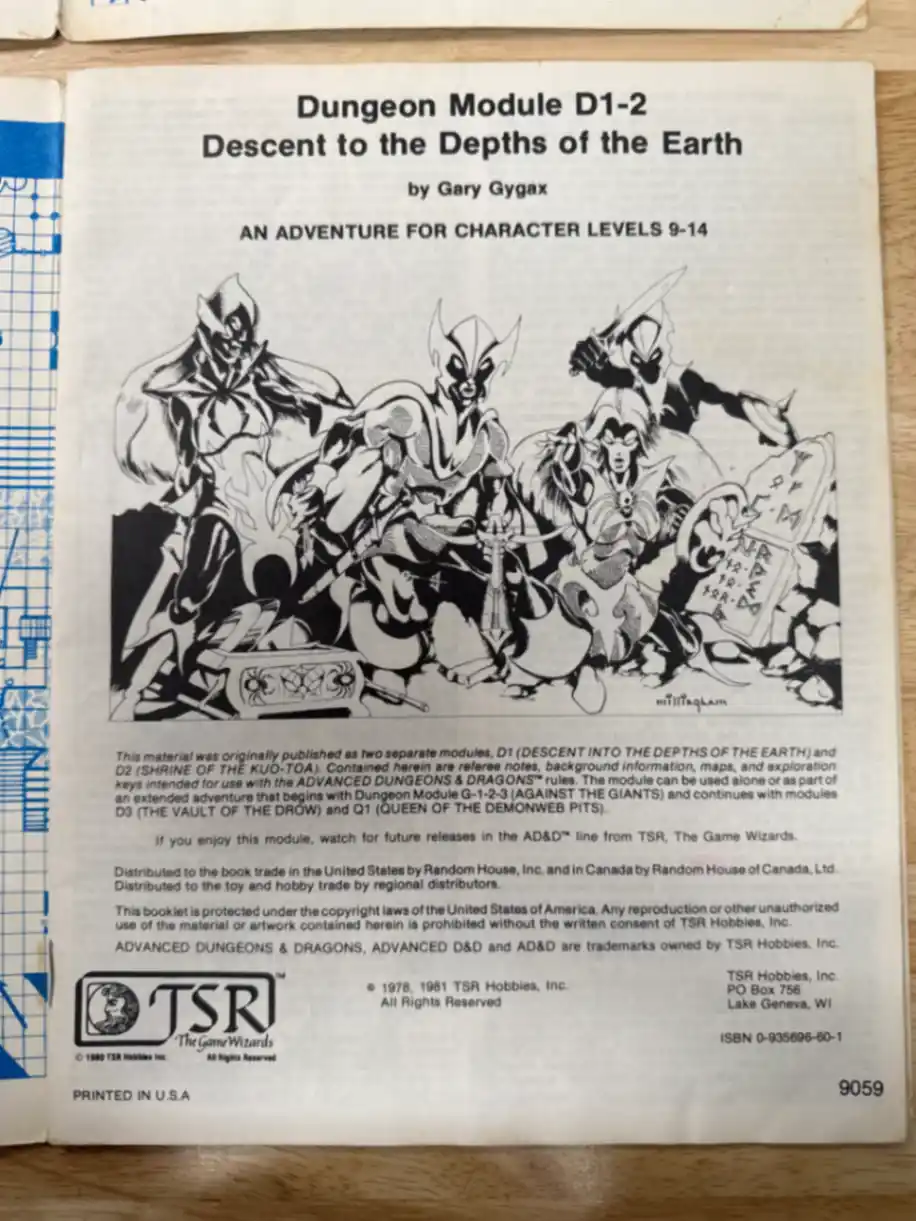 Dungeon Module D1-2
Descent to the Depths of the Earth
by Gary Gygax
AN ADVENTURE FOR CHARACTER LEVELS 9-14
millingham
This material was originally published as two separate modules, D1 (DESCENT INTO THE DEPTHS OF THE EARTH) and
D2 (SHRINE OF THE KUO-TOA). Contained herein are referee notes, background information, maps, and exploration
keys intended for use with the ADVANCED DUNGEONS & DRAGONS™ rules. The module can be used alone or as part of
an extended adventure that begins with Dungeon Module G-1-2-3 (AGAINST THE GIANTS) and continues with modules
D3 (THE VAULT OF THE DROW) and Q1 (QUEEN OF THE DEMONWEB PITS).
If you enjoy this module, watch for future releases in the AD&D™ line from TSR, The Game Wizards.
Distributed to the book trade in the United States by Random House, Inc. and in Canada by Random House of Canada, Ltd.
Distributed to the toy and hobby trade by regional distributors.
This booklet is protected under the copyright laws of the United States of America. Any reproduction or other unauthorized
use of the material or artwork contained herein is prohibited without the written consent of TSR Hobbies, Inc.
ADVANCED DUNGEONS & DRAGONS, ADVANCED D&D and AD&D are trademarks owned by TSR Hobbies, Inc.
TSR™
The Game Wizards
© 1980 TSR Hobbies Inc. All Rights Reserved
© 1978, 1981 TSR Hobbies, Inc.
All Rights Reserved
TSR Hobbies, Inc.
PO Box 756
Lake Geneva, WI
ISBN 0-935696-60-1
PRINTED IN U.S.A
9059